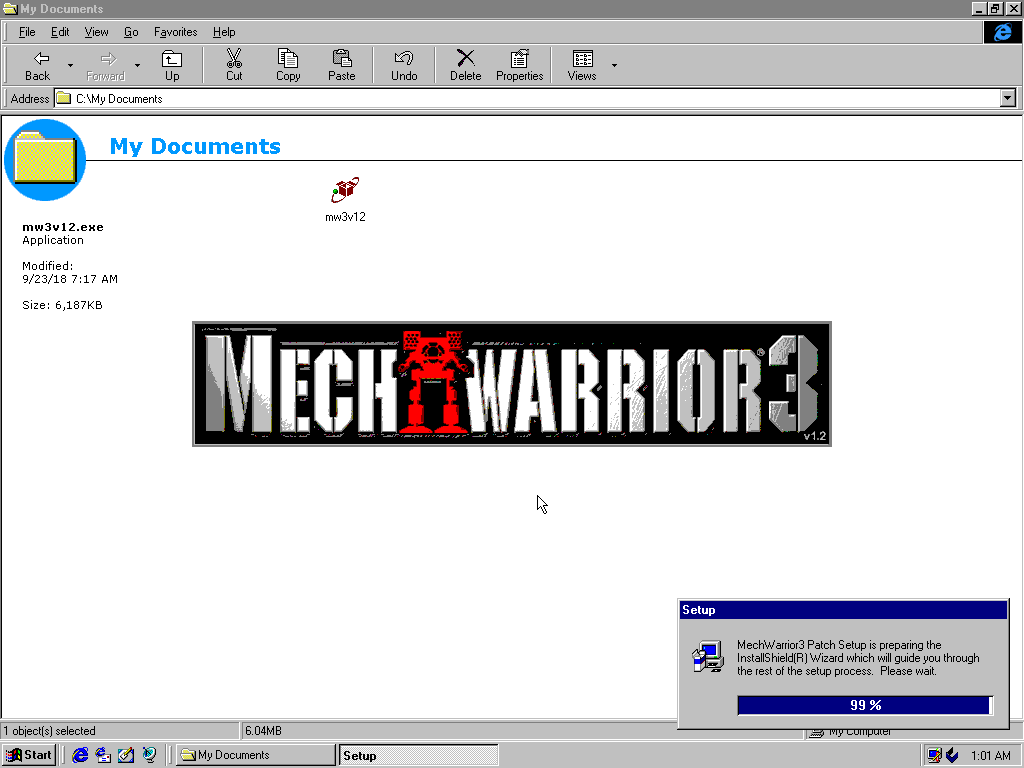 My Documents
File Edit View Go Favorites Help
Back Forward Up Cut Copy Paste Undo Delete Properties Views
Address C:\My Documents
My Documents
mw3v12
mw3v12.exe
Application
Modified:
9/23/18 7:17 AM
Size: 6,187KB
MECHWARRIOR®3
v1.2
Setup
MechWarrior3 Patch Setup is preparing the
InstallShield(R) Wizard which will guide you through
the rest of the setup process. Please wait.
99 %
1 object(s) selected 6.04MB My Computer
Start My Documents Setup 1:01 AM